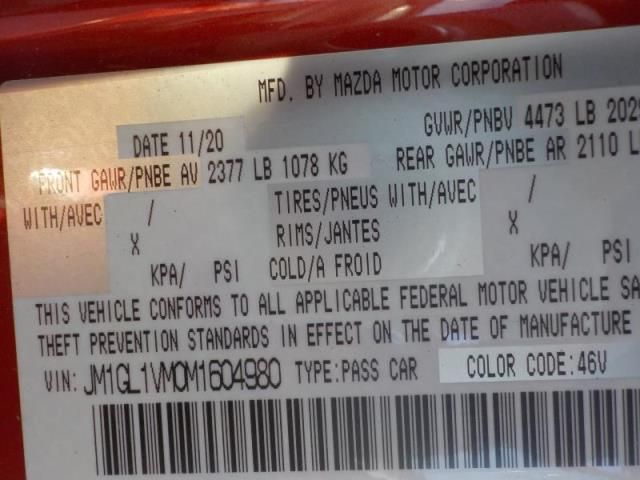 MFD. BY MAZDA MOTOR CORPORATION
DATE 11/20 GVWR/PNBV 4473 LB
FRONT GAWR/PNBE AV 2377 LB 1078 KG REAR GAWR/PNBE AR 2110
WITH/AVEC / TIRES/PNEUS WITH/AVEC /
X RIMS/JANTES X
KPA/ PSI COLD/A FROID KPA/ PSI
THIS VEHICLE CONFORMS TO ALL APPLICABLE FEDERAL MOTOR VEHICLE
THEFT PREVENTION STANDARDS IN EFFECT ON THE DATE OF MANUFACTURE
VIN: JM1GL1VM0M1604980 TYPE:PASS CAR COLOR CODE:46V